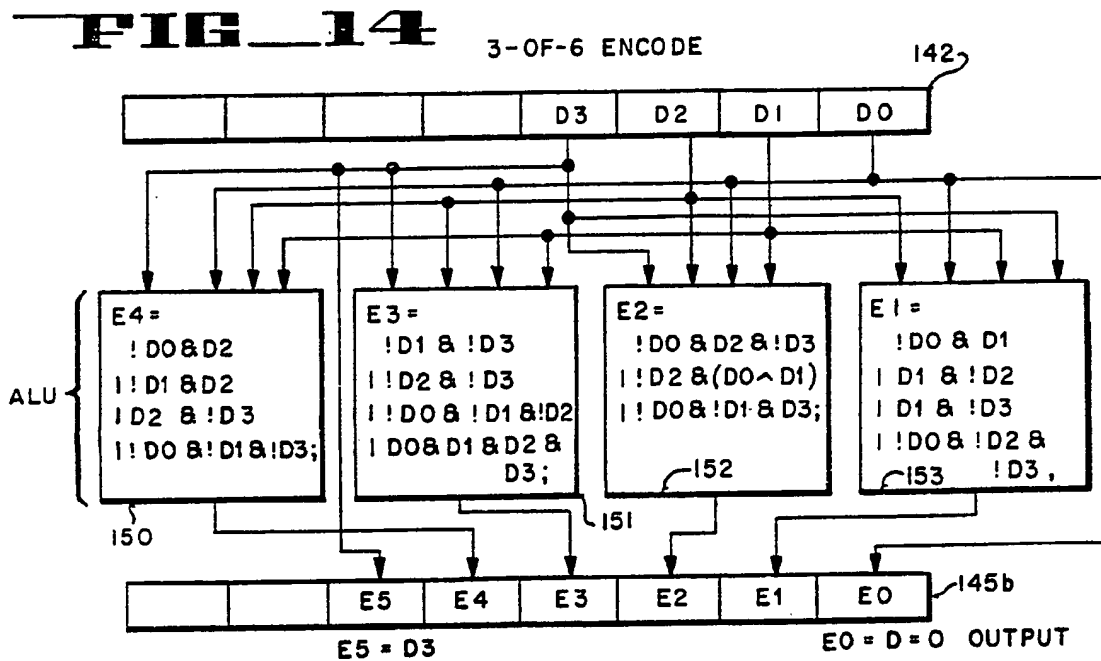 FIG_14
3-OF-6 ENCODE
142
D3 D2 D1 D0
ALU
E4=
!D0&D2
|!D1&D2
|D2&!D3
|!D0&!D1&!D3;
150
E3=
!D1&!D3
|!D2&!D3
|!D0&!D1&!D2
|D0&D1&D2&
D3;
151
E2=
!D0&D2&!D3
|!D2&(D0^D1)
|!D0&!D1&D3;
152
E1=
!D0&D1
|D1&!D2
|D1&!D3
|!D0&!D2&
!D3,
153
E5 E4 E3 E2 E1 E0
145b
E5=D3
E0=D=0 OUTPUT